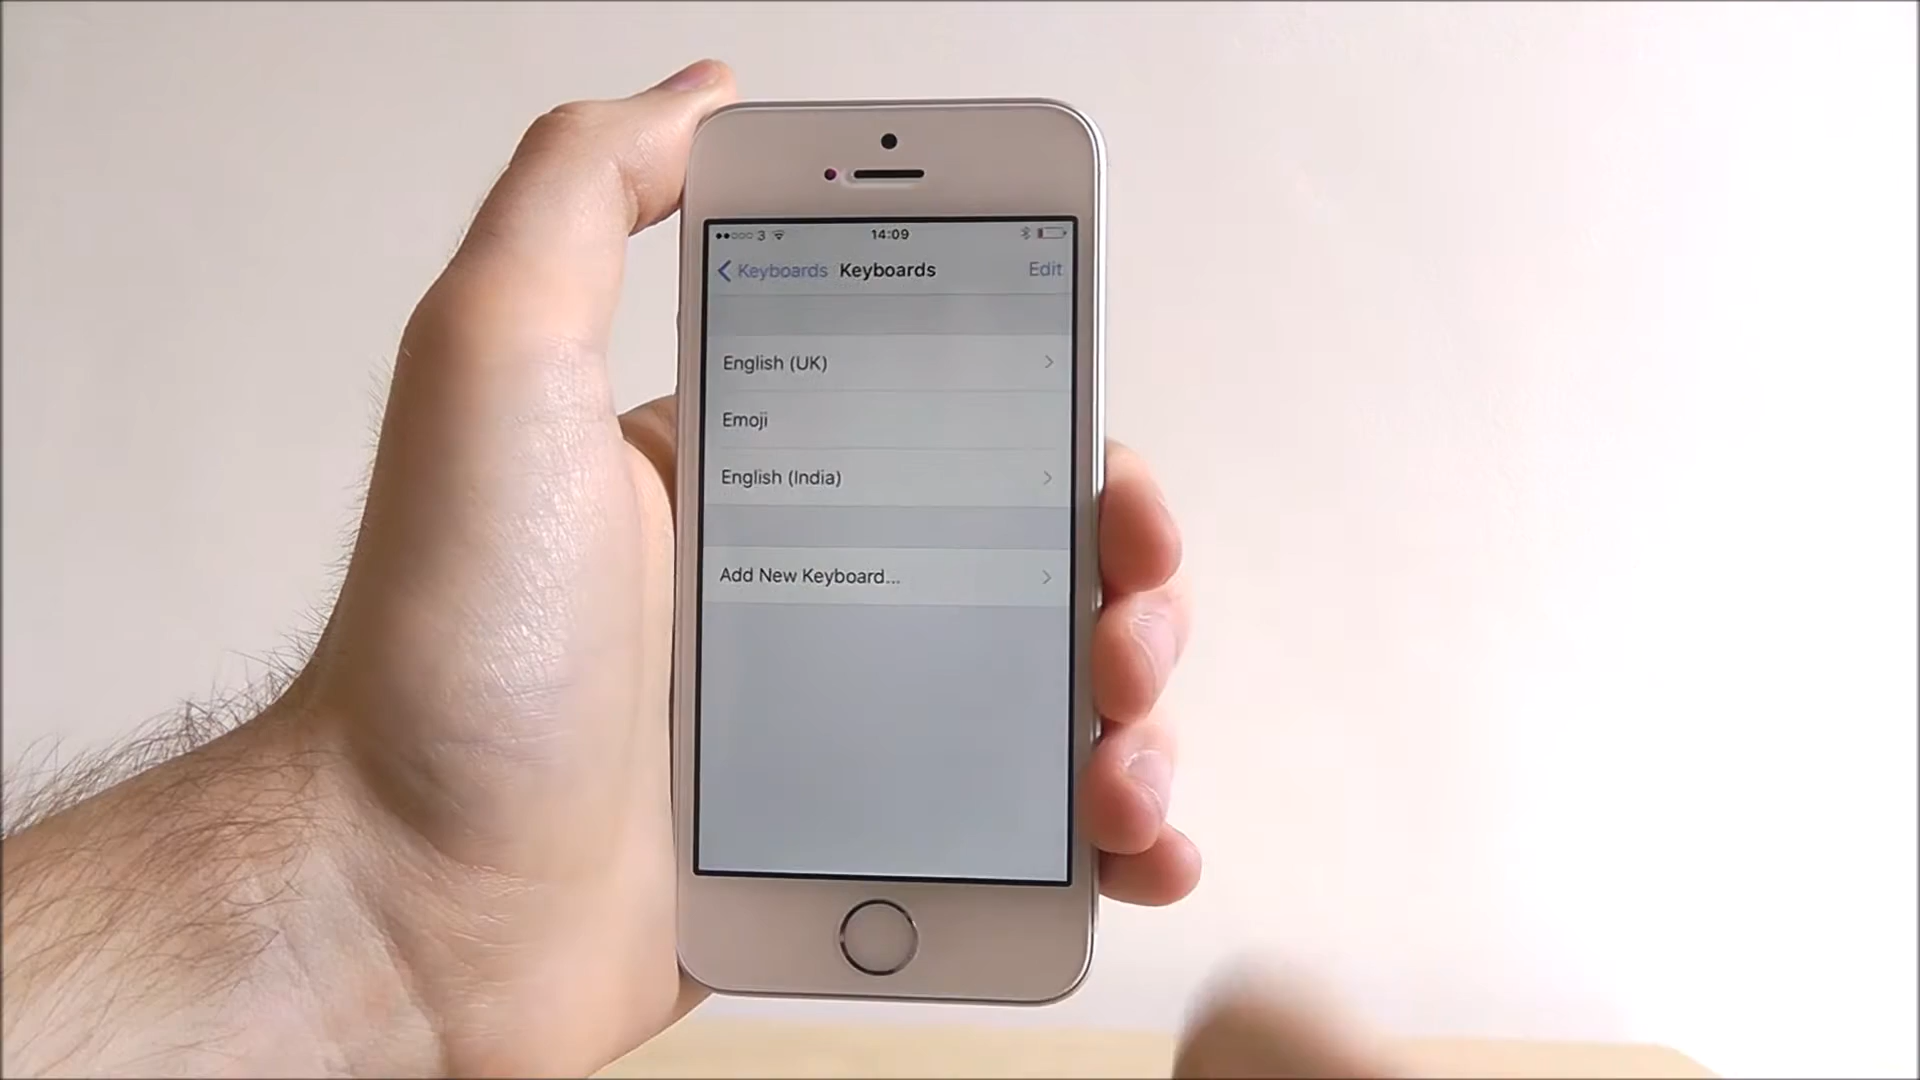 3 14:09
Keyboards Keyboards Edit
English (UK)
Emoji
English (India)
Add New Keyboard...